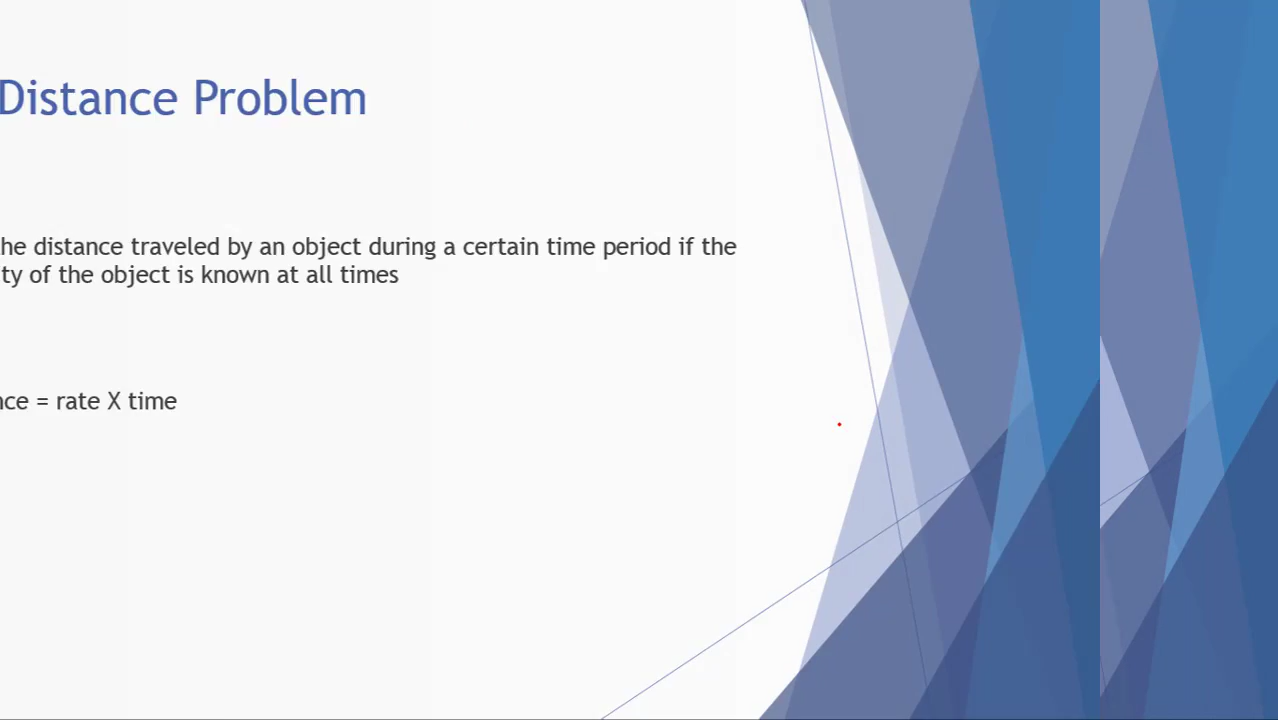 Distance Problem
he distance traveled by an object during a certain time period if the
ty of the object is known at all times
nce = rate X time